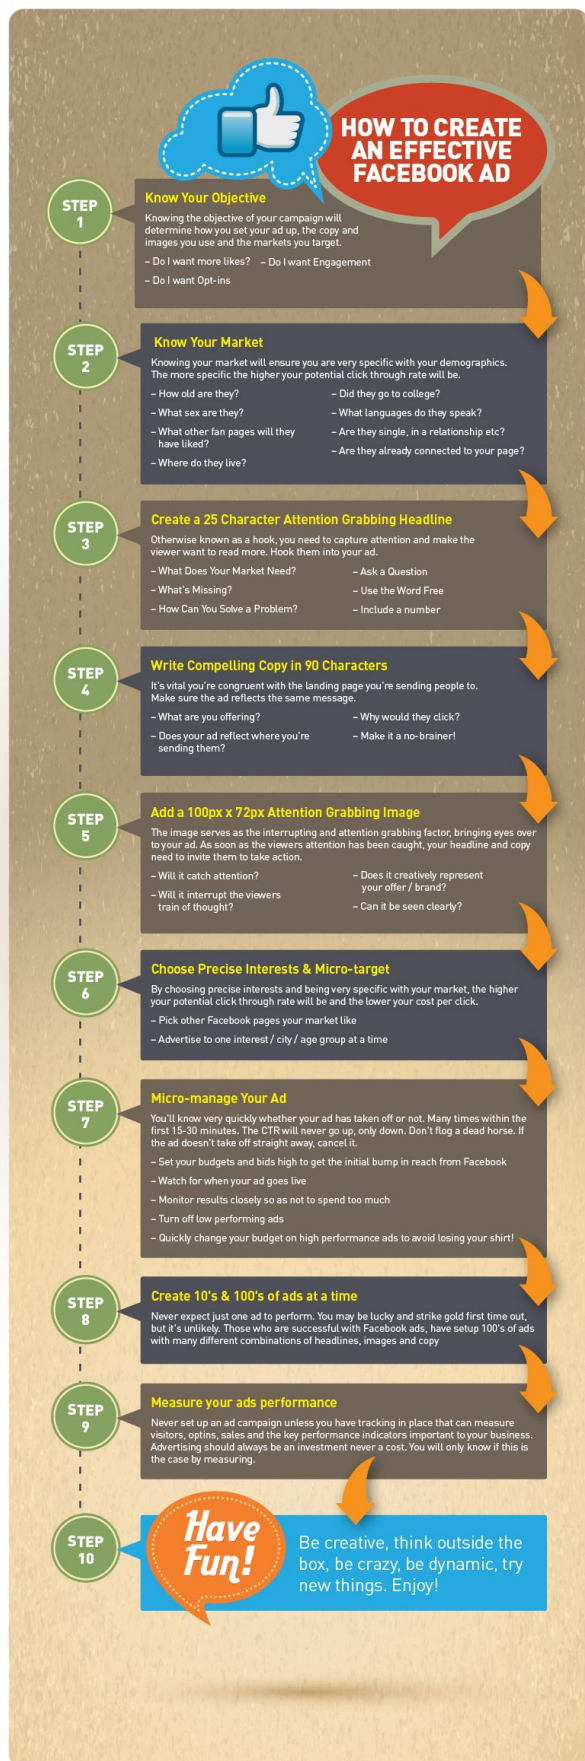 HOW TO CREATE
AN EFFECTIVE
FACEBOOK AD
STEP
1
Know Your Objective
Knowing the objective of your campaign will
determine how you set your ad up, the copy and
images you use and the markets you target.
– Do I want more likes? – Do I want Engagement
– Do I want Opt-ins
STEP
2
Know Your Market
Knowing your market will ensure you are very specific with your demographics.
The more specific the higher your potential click through rate will be.
– How old are they?
– What sex are they?
– What other fan pages will they
have liked?
– Where do they live?
– Did they go to college?
– What languages do they speak?
– Are they single, in a relationship etc?
– Are they already connected to your page?
STEP
3
Create a 25 Character Attention Grabbing Headline
Otherwise known as a hook, you need to capture attention and make the
viewer want to read more. Hook them into your ad.
– What Does Your Market Need?
– What's Missing?
– How Can You Solve a Problem?
– Ask a Question
– Use the Word Free
– Include a number
STEP
4
Write Compelling Copy in 90 Characters
It's vital you're congruent with the landing page you're sending people to.
Make sure the ad reflects the same message.
– What are you offering?
– Does your ad reflect where you're
sending them?
– Why would they click?
– Make it a no-brainer!
STEP
5
Add a 100px x 72px Attention Grabbing Image
The image serves as the interrupting and attention grabbing factor, bringing eyes over
to your ad. As soon as the viewers attention has been caught, your headline and copy
need to invite them to take action.
– Will it catch attention?
– Will it interrupt the viewers
train of thought?
– Does it creatively represent
your offer / brand?
– Can it be seen clearly?
STEP
6
Choose Precise Interests & Micro-target
By choosing precise interests and being very specific with your market, the higher
your potential click through rate will be and the lower your cost per click.
– Pick other Facebook pages your market like
– Advertise to one interest / city / age group at a time
STEP
7
Micro-manage Your Ad
You'll know very quickly whether your ad has taken off or not. Many times within the
first 15-30 minutes. The CTR will never go up, only down. Don't flog a dead horse. If
the ad doesn't take off straight away, cancel it.
– Set your budgets and bids high to get the initial bump in reach from Facebook
– Watch for when your ad goes live
– Monitor results closely so as not to spend too much
– Turn off low performing ads
– Quickly change your budget on high performance ads to avoid losing your shirt!
STEP
8
Create 10's & 100's of ads at a time
Never expect just one ad to perform. You may be lucky and strike gold first time out,
but it's unlikely. Those who are successful with Facebook ads, have setup 100's of ads
with many different combinations of headlines, images and copy
STEP
9
Measure your ads performance
Never set up an ad campaign unless you have tracking in place that can measure
visitors, optins, sales and the key performance indicators important to your business.
Advertising should always be an investment never a cost. You will only know if this is
the case by measuring.
STEP
10
Have
Fun!
Be creative, think outside the
box, be crazy, be dynamic, try
new things. Enjoy!